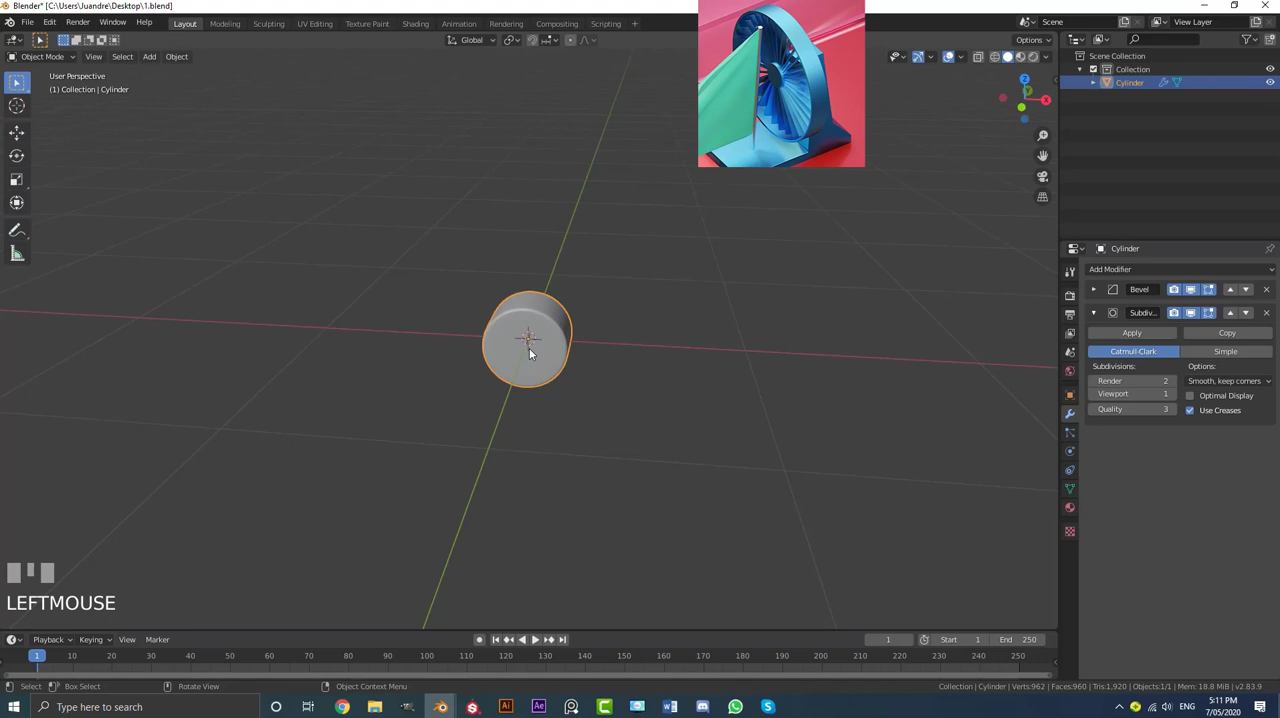 Blender* [C:\Users\Juandre\Desktop\1.blend]
File Edit Render Window Help Layout Modeling Sculpting UV Editing Texture Paint Shading Animation Rendering Compositing Scripting + Scene View Layer
Global Options
Object Mode View Select Add Object
User Perspective
(1) Collection | Cylinder
Z
Y
X
Scene Collection
Collection
Cylinder
Cylinder
Add Modifier
Bevel
Subdiv...
Apply Copy
Catmull-Clark Simple
Subdivisions: Options:
Render 2 Smooth, keep corners
Viewport 1 Optimal Display
Quality 3 Use Creases
LEFTMOUSE
Playback Keying View Marker 1 Start 1 End 250
1 10 20 30 40 50 60 70 80 90 100 110 120 130 140 150 160 170 180 190 200 210 220 230 240 250
Select Box Select Rotate View Object Context Menu Collection | Cylinder | Verts:962 | Faces:960 | Tris:1,920 | Objects:1/1 | Mem: 18.8 MiB | v2.83.9
Type here to search Ai Ae ENG 5:11 PM
7/05/2020